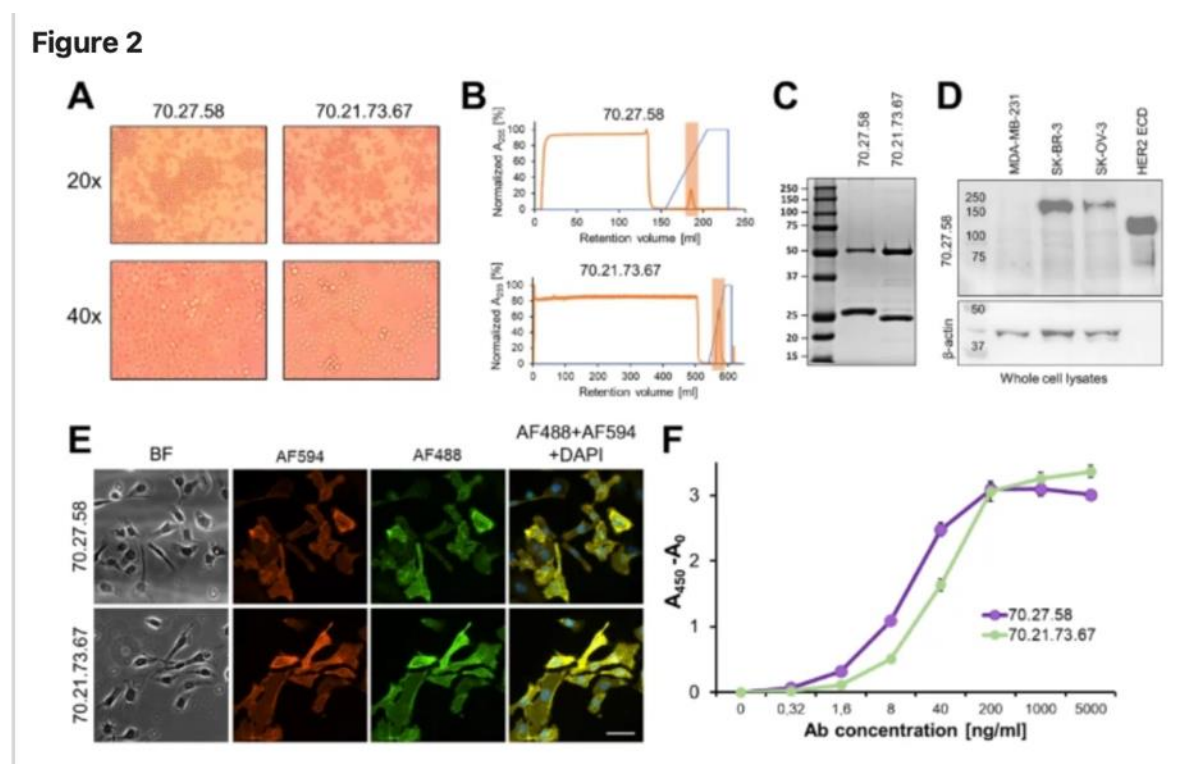 Figure 2
A
70.27.58
70.21.73.67
20x
40x
B
70.27.58
Normalized A₂₅₅ [%]
100
80
60
40
20
0
0 50 100 150 200 250
Retention volume [ml]
70.21.73.67
Normalized A₂₅₅ [%]
100
80
60
40
20
0
0 100 200 300 400 500 600
Retention volume [ml]
C
70.27.58
70.21.73.67
250
150
100
75
50
37
25
20
15
D
MDA-MB-231
SK-BR-3
SK-OV-3
HER2 ECD
70.27.58
250
150
100
75
β-actin
50
37
Whole cell lysates
E
BF
AF594
AF488
AF488+AF594
+DAPI
70.27.58
70.21.73.67
F
A₄₅₀ -A₀
3
2
1
0
70.27.58
70.21.73.67
0 0,32 1,6 8 40 200 1000 5000
Ab concentration [ng/ml]